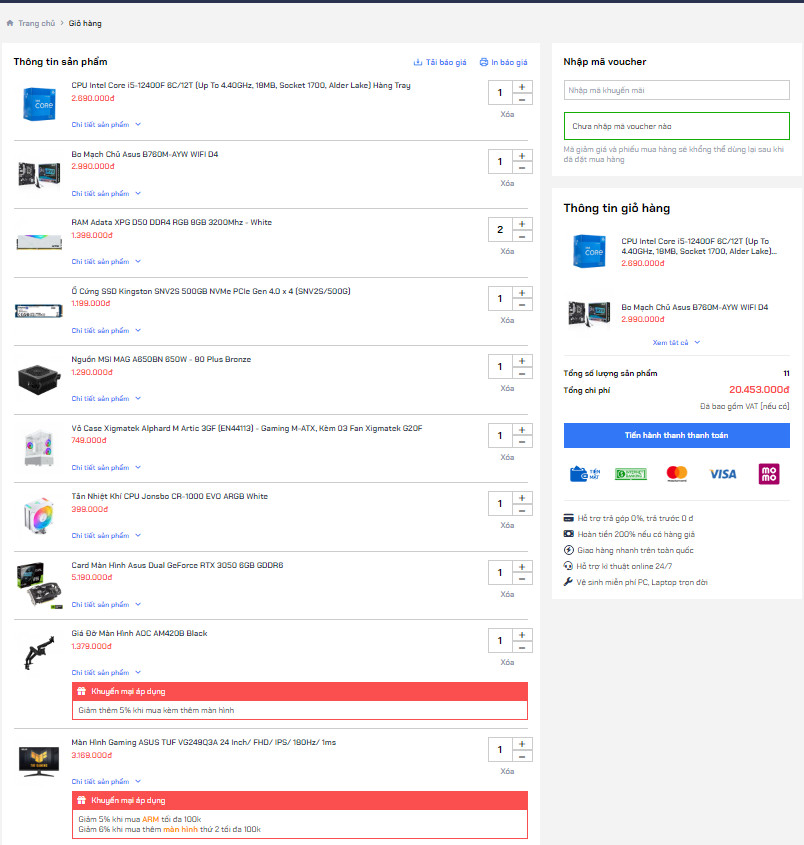 Trang chủ > Giỏ hàng
Thông tin sản phẩm
Tải báo giá
In báo giá
CPU Intel Core i5-12400F 6C/12T (Up To 4.40GHz, 18MB, Socket 1700, Alder Lake) Hàng Tray
2.690.000đ
1
+
−
Xóa
Chi tiết sản phẩm
Bo Mạch Chủ Asus B760M-AYW WIFI D4
2.990.000đ
1
+
−
Xóa
Chi tiết sản phẩm
RAM Adata XPG D50 DDR4 RGB 8GB 3200Mhz - White
1.398.000đ
2
+
−
Xóa
Chi tiết sản phẩm
Ổ Cứng SSD Kingston SNV2S 500GB NVMe PCIe Gen 4.0 x 4 (SNV2S/500G)
1.199.000đ
1
+
−
Xóa
Chi tiết sản phẩm
Nguồn MSI MAG A650BN 650W - 80 Plus Bronze
1.290.000đ
1
+
−
Xóa
Chi tiết sản phẩm
Vỏ Case Xigmatek Alphard M Artic 3GF (EN44113) - Gaming M-ATX, Kèm 03 Fan Xigmatek G20F
749.000đ
1
+
−
Xóa
Chi tiết sản phẩm
Tản Nhiệt Khí CPU Jonsbo CR-1000 EVO ARGB White
399.000đ
1
+
−
Xóa
Chi tiết sản phẩm
Card Màn Hình Asus Dual GeForce RTX 3050 6GB GDDR6
5.190.000đ
1
+
−
Xóa
Chi tiết sản phẩm
Giá Đỡ Màn Hình AOC AM420B Black
1.379.000đ
1
+
−
Xóa
Chi tiết sản phẩm
Khuyến mại áp dụng
Giảm thêm 5% khi mua kèm thêm màn hình
Màn Hình Gaming ASUS TUF VG249Q3A 24 Inch/ FHD/ IPS/ 180Hz/ 1ms
3.169.000đ
1
+
−
Xóa
Chi tiết sản phẩm
Khuyến mại áp dụng
Giảm 5% khi mua ARM tối đa 100k
Giảm 6% khi mua thêm màn hình thứ 2 tối đa 100k
Nhập mã voucher
Nhập mã khuyến mãi
Chưa nhập mã voucher nào
Mã giảm giá và phiếu mua hàng sẽ khổng thể dùng lại sau khi
đã đặt mua hàng
Thông tin giỏ hàng
CPU Intel Core i5-12400F 6C/12T (Up To
4.40GHz, 18MB, Socket 1700, Alder Lake)...
2.690.000đ
Bo Mạch Chủ Asus B760M-AYW WIFI D4
2.990.000đ
Xem tất cả
Tổng số lượng sản phẩm 11
Tổng chi phí 20.453.000đ
Đã bao gồm VAT (nếu có)
Tiến hành thanh thanh toán
TIỀN MẶT
INTERNET BANKING
VISA
mo
mo
Hỗ trợ trả góp 0%, trả trước 0 đ
Hoàn tiền 200% nếu có hàng giả
Giao hàng nhanh trên toàn quốc
Hỗ trợ kĩ thuật online 24/7
Vệ sinh miễn phí PC, Laptop trọn đời